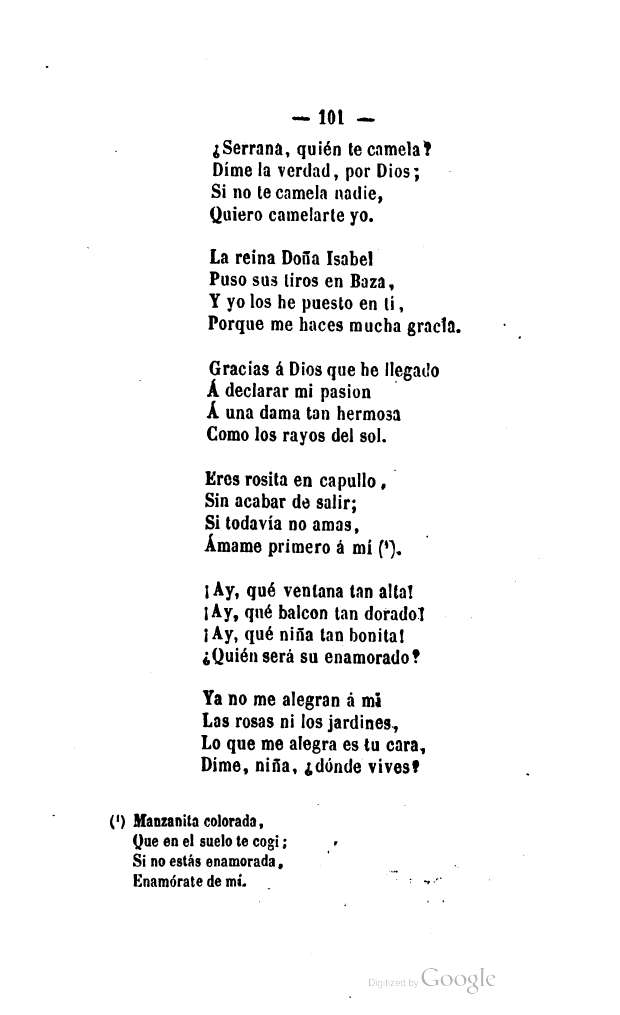 — 101 —
¿Serrana, quién te camela?
Dime la verdad, por Dios;
Si no te camela nadie,
Quiero camelarte yo.
La reina Doña Isabel
Puso sus tiros en Baza,
Y yo los he puesto en ti,
Porque me haces mucha gracia.
Gracias á Dios que he llegado
Á declarar mi pasion
Á una dama tan hermosa
Como los rayos del sol.
Eres rosita en capullo,
Sin acabar de salir;
Si todavía no amas,
Ámame primero á mí (¹).
¡Ay, qué ventana tan alta!
¡Ay, qué balcon tan dorado!
¡Ay, qué niña tan bonita!
¿Quién será su enamorado?
Ya no me alegran á mi
Las rosas ni los jardines,
Lo que me alegra es tu cara,
Dime, niña, ¿dónde vives?
(¹) Manzanita colorada,
Que en el suelo te cogi;
Si no estás enamorada,
Enamórate de mí.
Digitized by Google